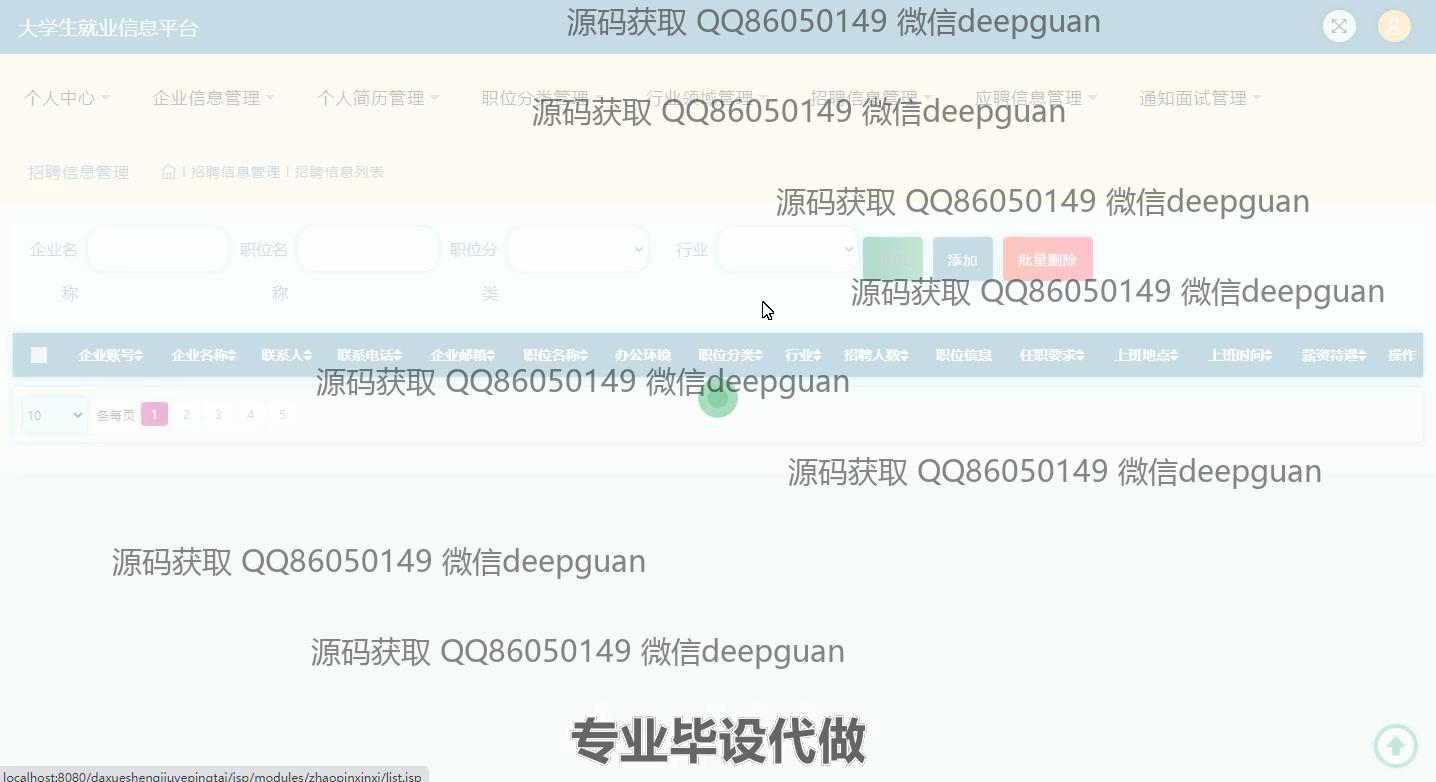 大学生就业信息平台
源码获取 QQ86050149 微信deepguan
个人中心 企业信息管理 个人简历管理 职位分类管理 行业领域管理 招聘信息管理 应聘信息管理 通知面试管理
源码获取 QQ86050149 微信deepguan
招聘信息管理 招聘信息管理 招聘信息列表
源码获取 QQ86050149 微信deepguan
企业名称 职位名称 职位分类 行业 添加 批量删除
源码获取 QQ86050149 微信deepguan
企业账号 企业名称 联系人 联系电话 企业邮箱 职位名称 办公环境 职位分类 行业 招聘人数 职位信息 任职要求 上班地点 上班时间 薪资待遇 操作
源码获取 QQ86050149 微信deepguan
10 条每页 1 2 3 4 5
源码获取 QQ86050149 微信deepguan
源码获取 QQ86050149 微信deepguan
源码获取 QQ86050149 微信deepguan
专业毕设代做
localhost:8080/daxueshengjiuyepingtai/jsp/modules/zhaopinxinxi/list.jsp